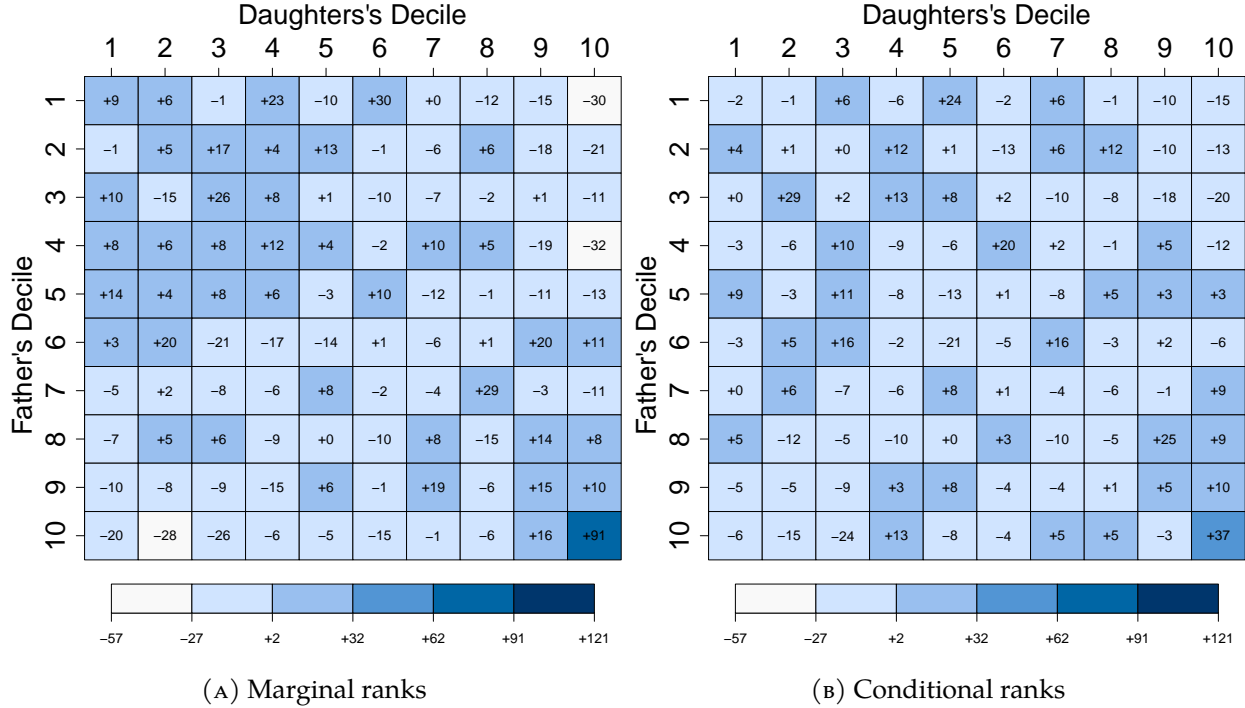 Daughters's Decile
1 2 3 4 5 6 7 8 9 10
Father's Decile
1 +9 +6 −1 +23 −10 +30 +0 −12 −15 −30
2 −1 +5 +17 +4 +13 −1 −6 +6 −18 −21
3 +10 −15 +26 +8 +1 −10 −7 −2 +1 −11
4 +8 +6 +8 +12 +4 −2 +10 +5 −19 −32
5 +14 +4 +8 +6 −3 +10 −12 −1 −11 −13
6 +3 +20 −21 −17 −14 +1 −6 +1 +20 +11
7 −5 +2 −8 −6 +8 −2 −4 +29 −3 −11
8 −7 +5 +6 −9 +0 −10 +8 −15 +14 +8
9 −10 −8 −9 −15 +6 −1 +19 −6 +15 +10
10 −20 −28 −26 −6 −5 −15 −1 −6 +16 +91
−57 −27 +2 +32 +62 +91 +121
(A) Marginal ranks
Daughters's Decile
1 2 3 4 5 6 7 8 9 10
Father's Decile
1 −2 −1 +6 −6 +24 −2 +6 −1 −10 −15
2 +4 +1 +0 +12 +1 −13 +6 +12 −10 −13
3 +0 +29 +2 +13 +8 +2 −10 −8 −18 −20
4 −3 −6 +10 −9 −6 +20 +2 −1 +5 −12
5 +9 −3 +11 −8 −13 +1 −8 +5 +3 +3
6 −3 +5 +16 −2 −21 −5 +16 −3 +2 −6
7 +0 +6 −7 −6 +8 +1 −4 −6 −1 +9
8 +5 −12 −5 −10 +0 +3 −10 −5 +25 +9
9 −5 −5 −9 +3 +8 −4 −4 +1 +5 +10
10 −6 −15 −24 +13 −8 −4 +5 +5 −3 +37
−57 −27 +2 +32 +62 +91 +121
(B) Conditional ranks